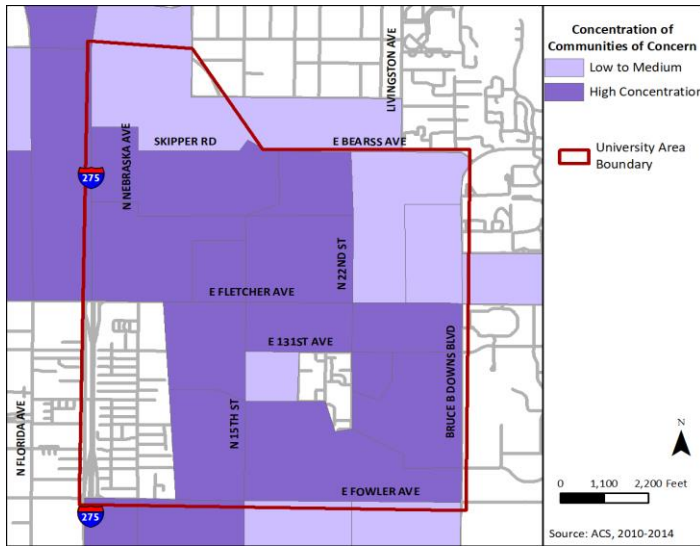 Concentration of
Communities of Concern
Low to Medium
High Concentration
University Area
Boundary
LIVINGSTON AVE
SKIPPER RD
E BEARSS AVE
N NEBRASKA AVE
275
N 22ND ST
E FLETCHER AVE
E 131ST AVE
BRUCE B DOWNS BLVD
N FLORIDA AVE
N 15TH ST
E FOWLER AVE
275
N
0 1,100 2,200 Feet
Source: ACS, 2010-2014